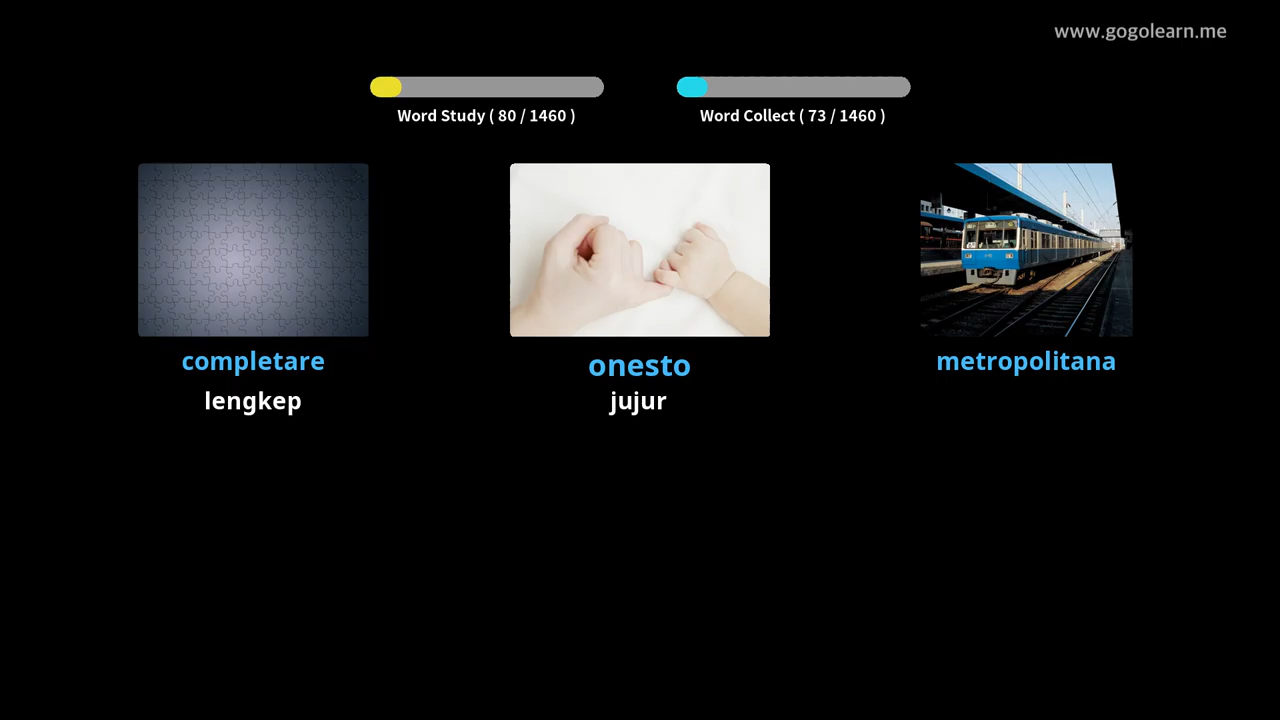 www.gogolearn.me
Word Study ( 80 / 1460 )
Word Collect ( 73 / 1460 )
completare
onesto
metropolitana
lengkep
jujur